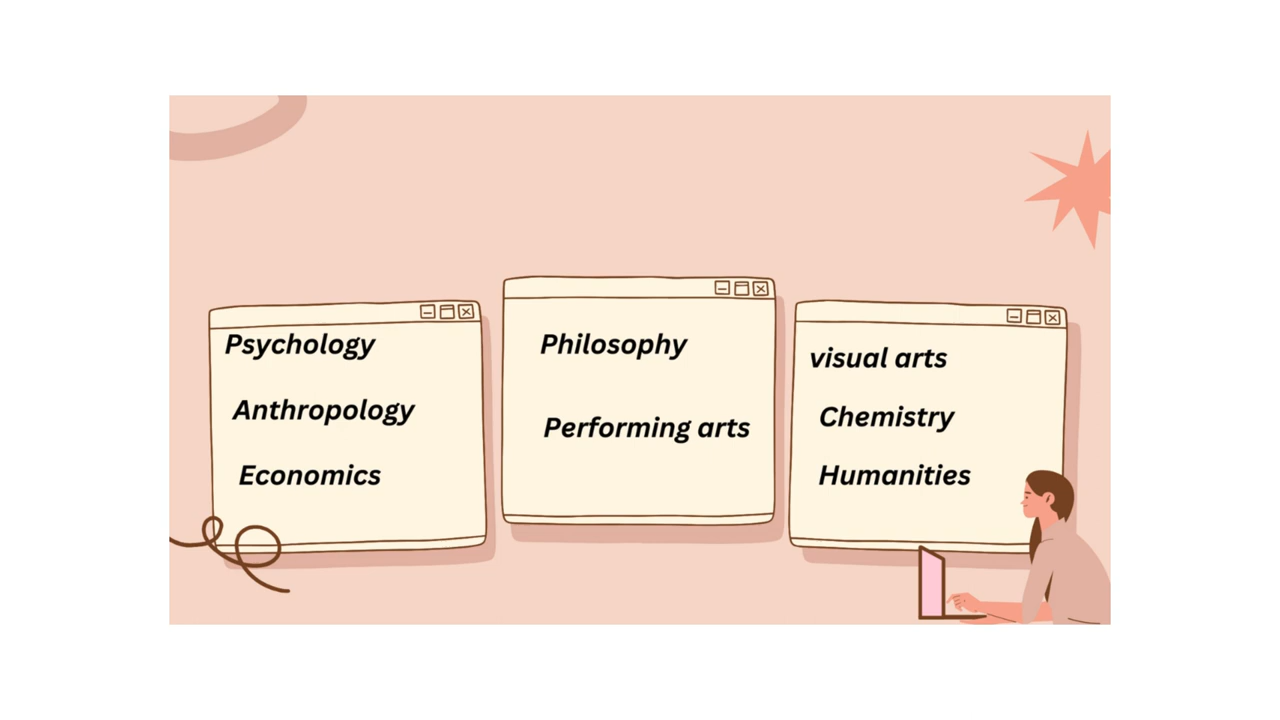 Psychology
Anthropology
Economics
Philosophy
Performing arts
visual arts
Chemistry
Humanities